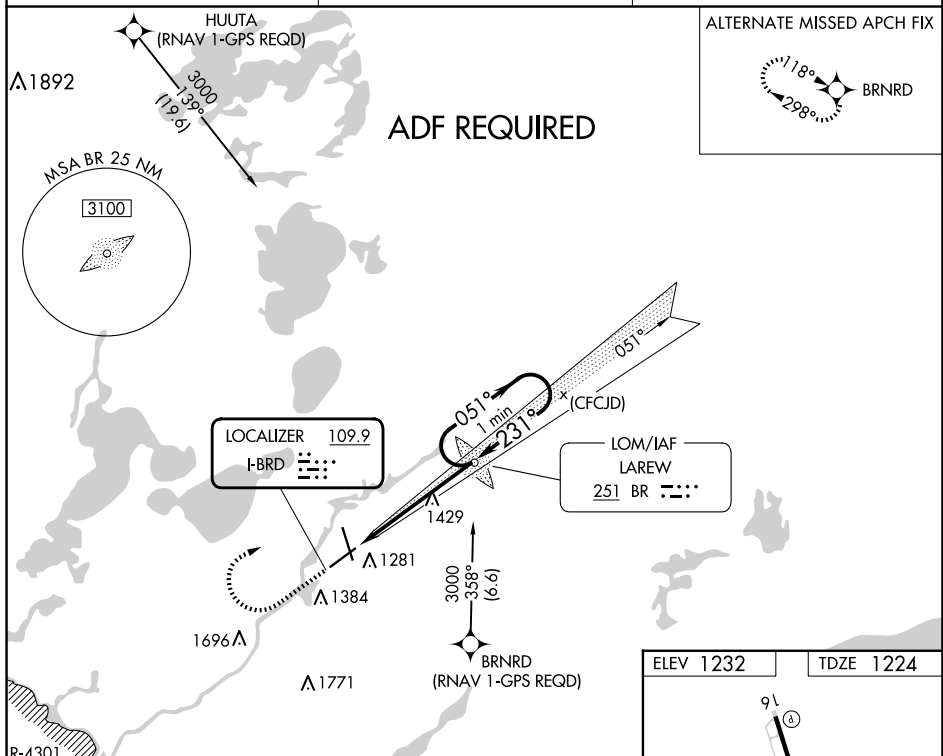 HUUTA
(RNAV 1-GPS REQD)
3000
139°
(19.6)
1892
ADF REQUIRED
ALTERNATE MISSED APCH FIX
118°
298°
BRNRD
MSA BR 25 NM
3100
051°
051°
1 min
231°
(CFCJD)
LOCALIZER 109.9
I-BRD
LOM/IAF
LAREW
251 BR
1429
1281
1384
1696
1771
3000
358°
(6.6)
BRNRD
(RNAV 1-GPS REQD)
R-4301
ELEV 1232
TDZE 1224
16
P